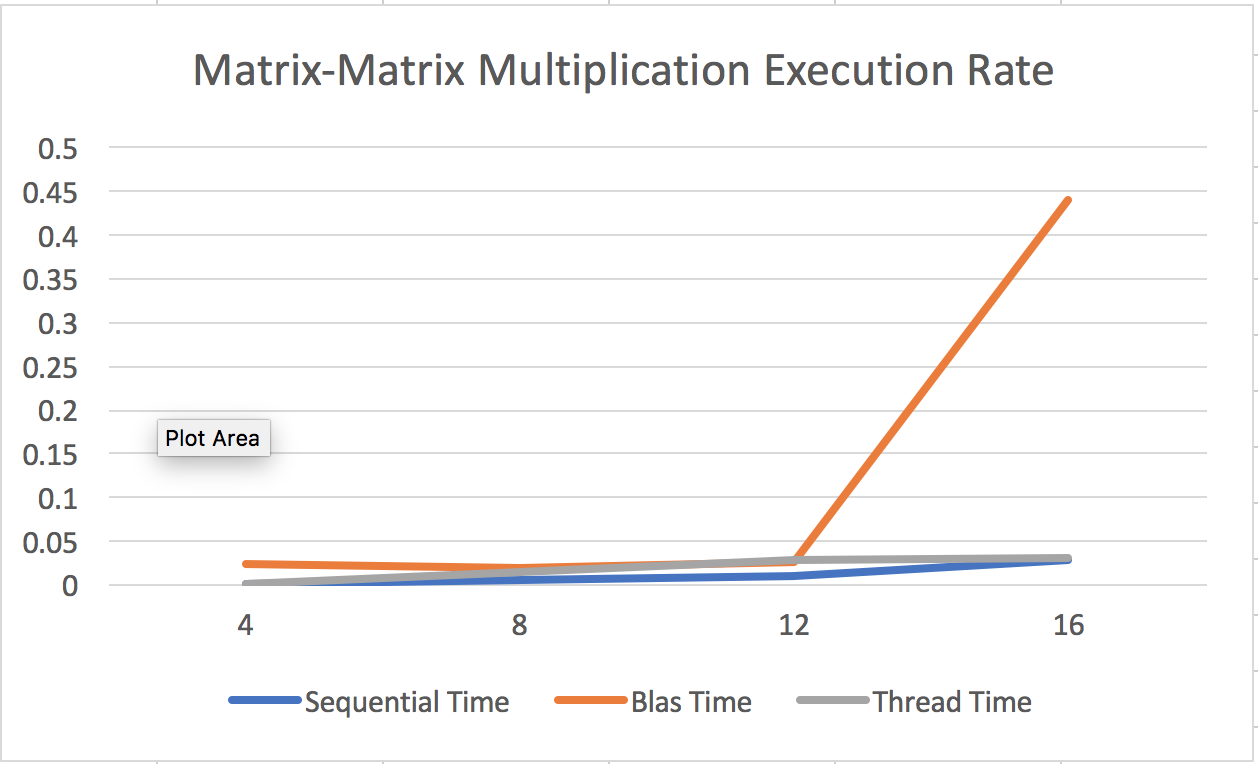 Matrix-Matrix Multiplication Execution Rate
0.5
0.45
0.4
0.35
0.3
0.25
0.2
Plot Area
0.15
0.1
0.05
0
4 8 12 16
Sequential Time Blas Time Thread Time